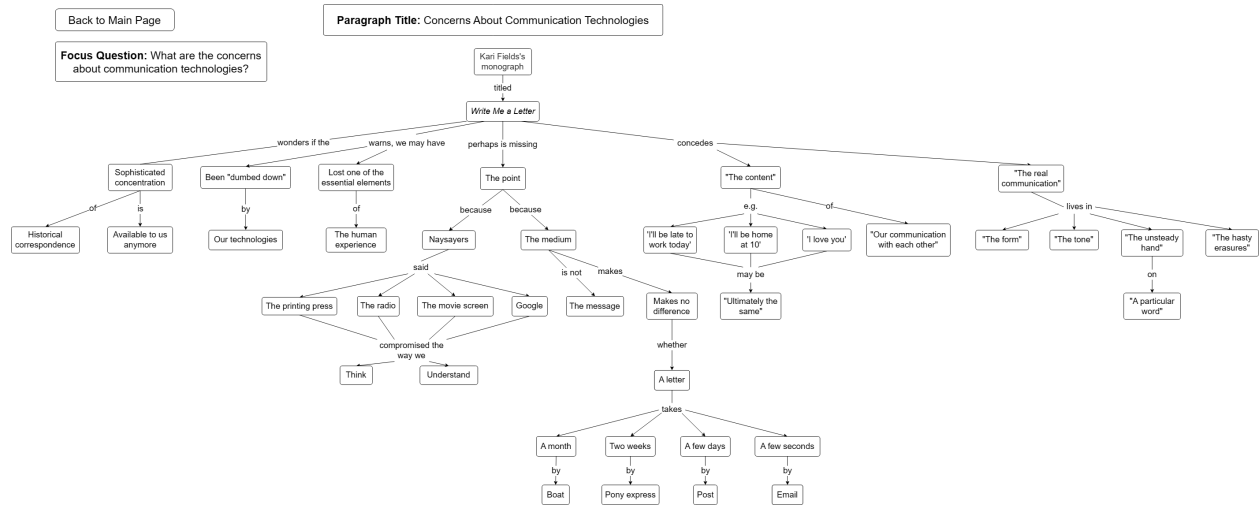 Back to Main Page
Paragraph Title: Concerns About Communication Technologies
Focus Question: What are the concerns
about communication technologies?
Kari Fields's
monograph
titled
Write Me a Letter
wonders if the
warns, we may have
perhaps is missing
concedes
Sophisticated
concentration
Been "dumbed down"
Lost one of the
essential elements
The point
"The content"
"The real
communication"
of
is
by
of
because
because
e.g.
of
lives in
Historical
correspondence
Available to us
anymore
Our technologies
The human
experience
Naysayers
The medium
'I'll be late to
work today'
'I'll be home
at 10'
'I love you'
"Our communication
with each other"
"The form"
"The tone"
"The unsteady
hand"
"The hasty
erasures"
said
is not
makes
may be
on
The printing press
The radio
The movie screen
Google
The message
Makes no
difference
"Ultimately the
same"
"A particular
word"
compromised the
way we
whether
Think
Understand
A letter
takes
A month
Two weeks
A few days
A few seconds
by
by
by
by
Boat
Pony express
Post
Email